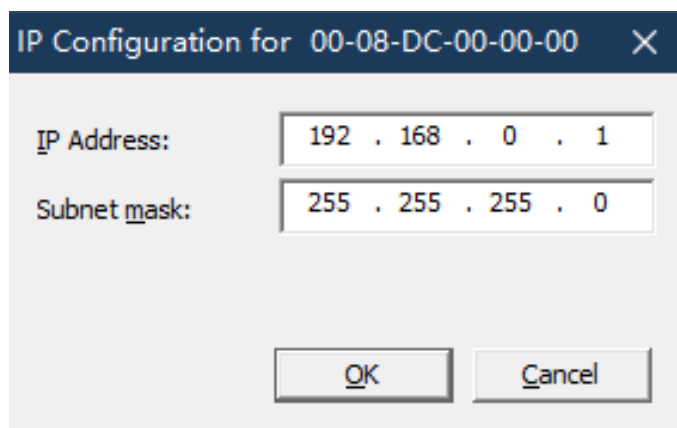 IP Configuration for 00-08-DC-00-00-00
IP Address: 192 . 168 . 0 . 1
Subnet mask: 255 . 255 . 255 . 0
OK Cancel